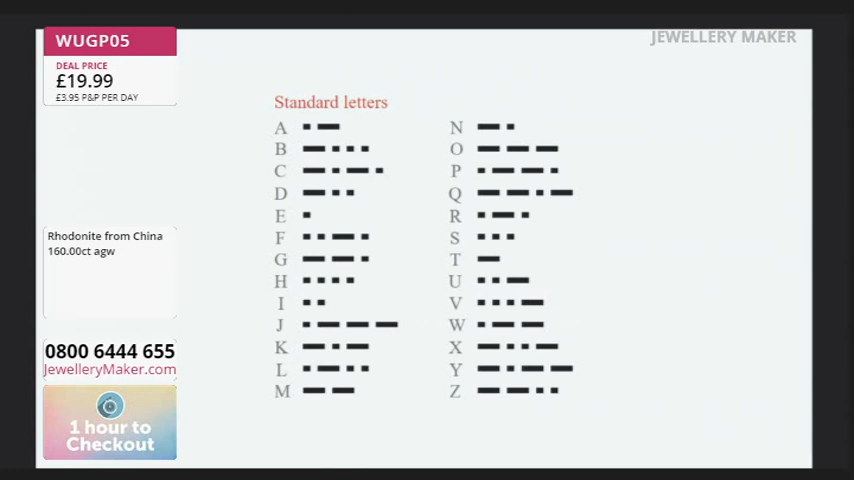 WUGP05
DEAL PRICE
£19.99
£3.95 P&P PER DAY
JEWELLERY MAKER
Standard letters
A
B
C
D
E
F
G
H
I
J
K
L
M
N
O
P
Q
R
S
T
U
V
W
X
Y
Z
Rhodonite from China
160.00ct agw
0800 6444 655
JewelleryMaker.com
1 hour to
Checkout